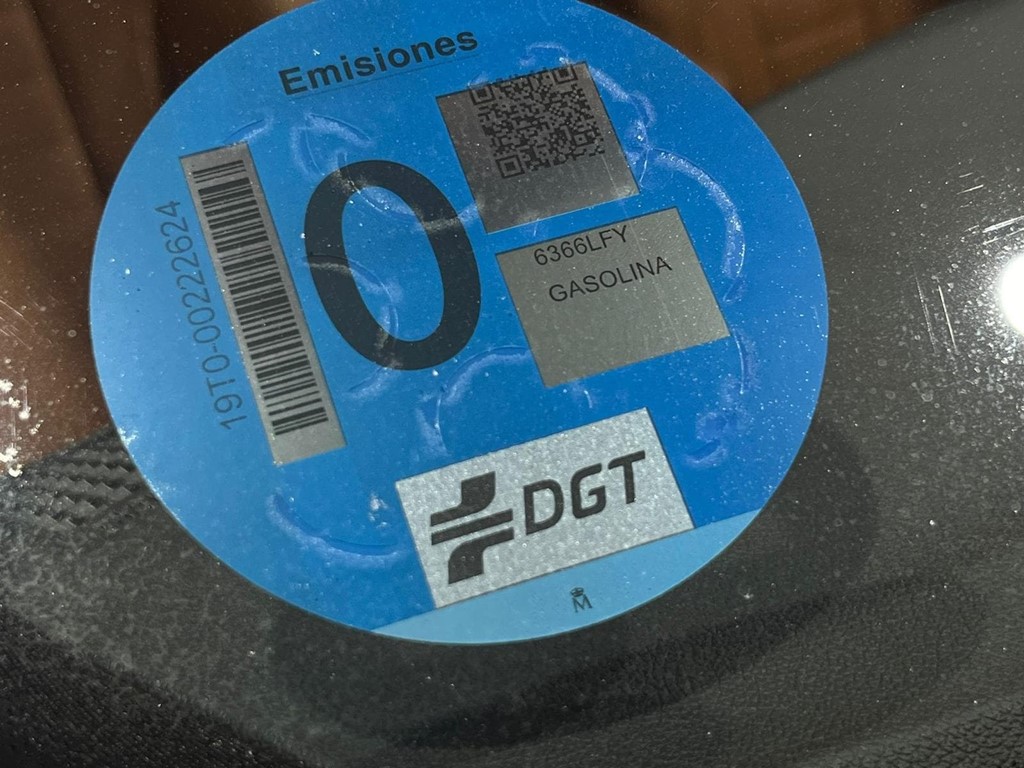 Emisiones
0
19T0-00222624
6366LFY
GASOLINA
DGT
M